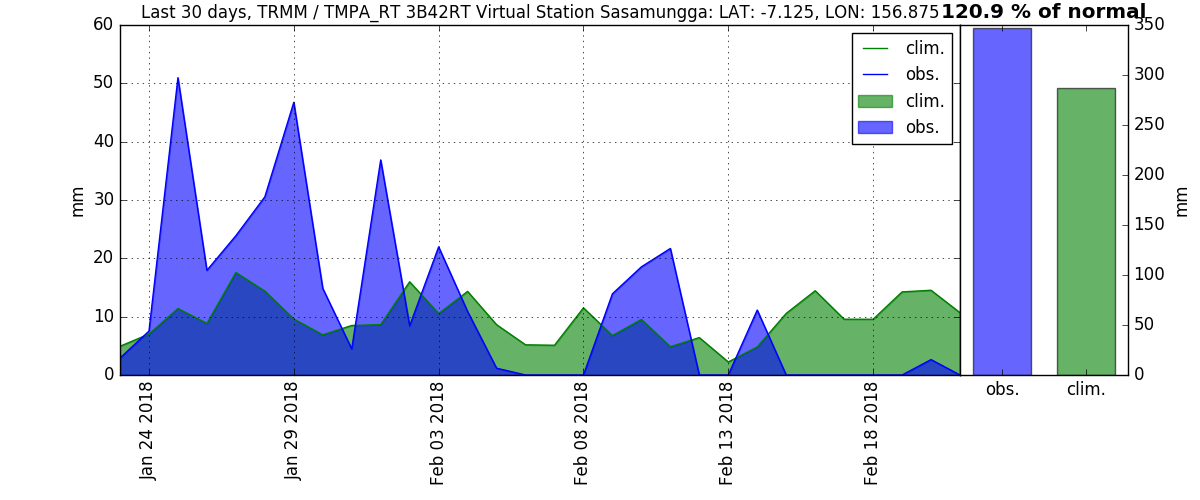 Last 30 days, TRMM / TMPA_RT 3B42RT Virtual Station Sasamungga: LAT: -7.125, LON: 156.875
120.9 % of normal
60
50
40
30
20
10
0
mm
clim.
obs.
clim.
obs.
350
300
250
200
150
100
50
0
mm
obs.
clim.
Jan 24 2018
Jan 29 2018
Feb 03 2018
Feb 08 2018
Feb 13 2018
Feb 18 2018